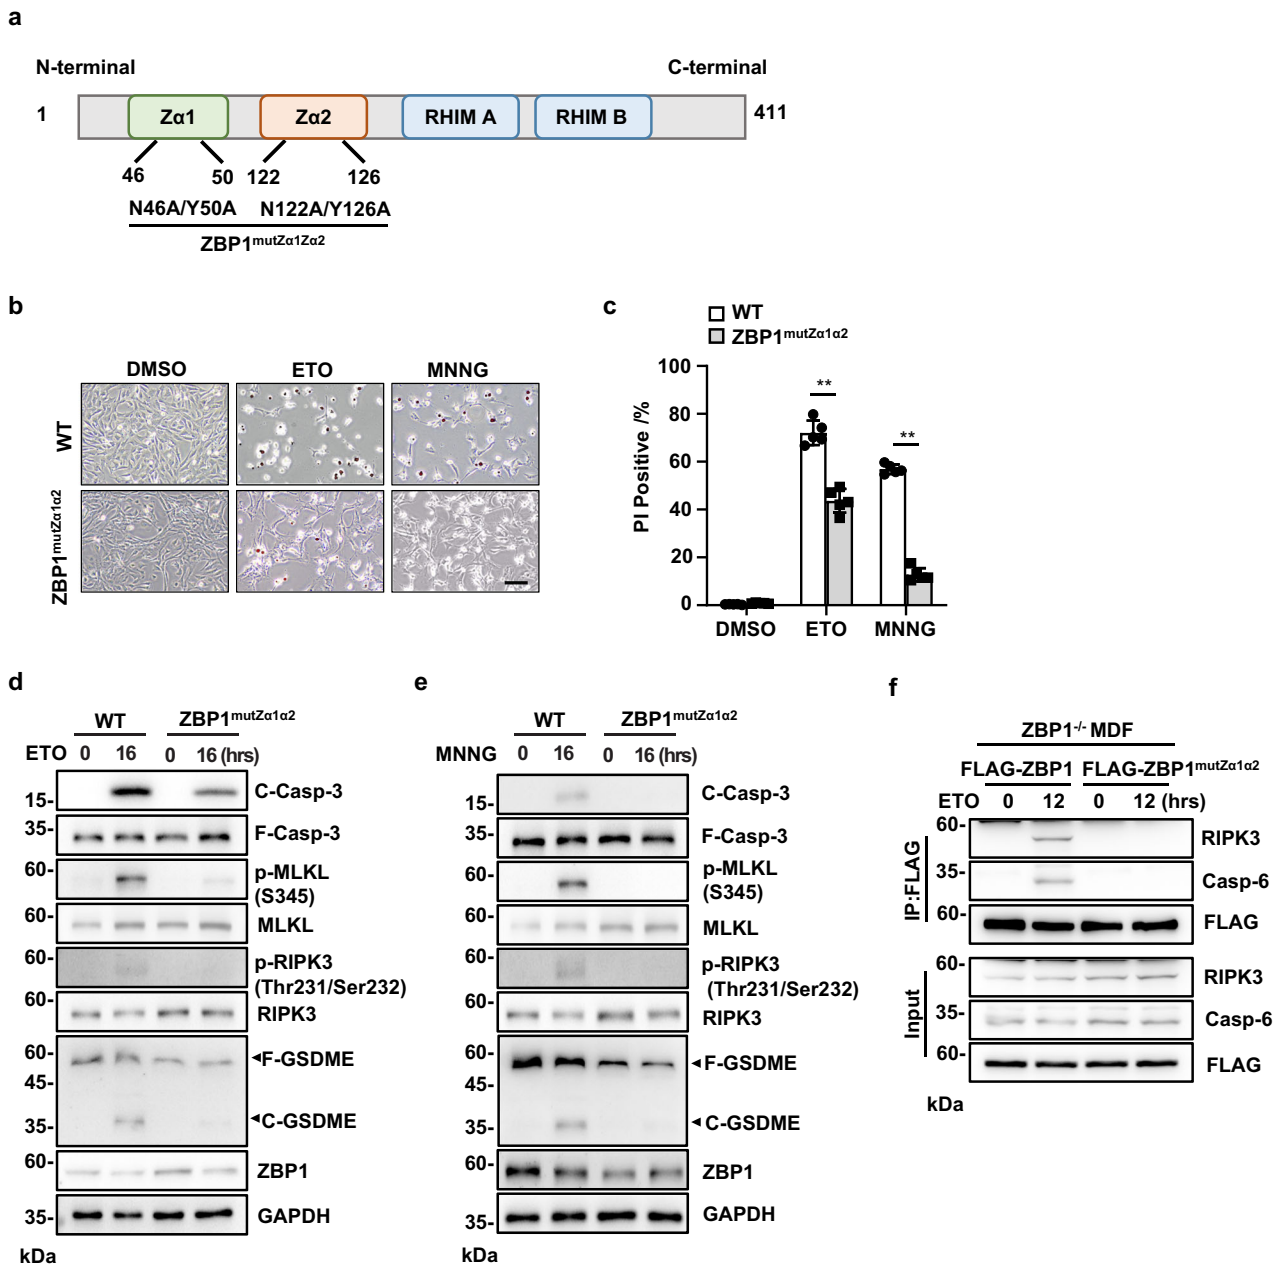 a
N-terminal
C-terminal
1
Zα1
Zα2
RHIM A
RHIM B
411
46
50
122
126
N46A/Y50A
N122A/Y126A
ZBP1mutZα1Zα2
b
DMSO
ETO
MNNG
WT
ZBP1mutZα1α2
c
WT
ZBP1mutZα1α2
PI Positive /%
100
80
60
40
20
0
**
**
DMSO
ETO
MNNG
d
WT
ZBP1mutZα1α2
ETO 0 16 0 16 (hrs)
15-
C-Casp-3
35-
F-Casp-3
60-
p-MLKL
(S345)
60-
MLKL
60-
p-RIPK3
(Thr231/Ser232)
60-
RIPK3
60-
F-GSDME
45-
35-
C-GSDME
60-
ZBP1
35-
GAPDH
kDa
e
WT
ZBP1mutZα1α2
MNNG 0 16 0 16 (hrs)
15-
C-Casp-3
35-
F-Casp-3
60-
p-MLKL
(S345)
60-
MLKL
60-
p-RIPK3
(Thr231/Ser232)
60-
RIPK3
60-
F-GSDME
45-
35-
C-GSDME
60-
ZBP1
35-
GAPDH
kDa
f
ZBP1-/- MDF
FLAG-ZBP1
FLAG-ZBP1mutZα1α2
ETO 0 12 0 12 (hrs)
IP:FLAG
60-
RIPK3
35-
Casp-6
60-
FLAG
Input
60-
RIPK3
35-
Casp-6
60-
FLAG
kDa